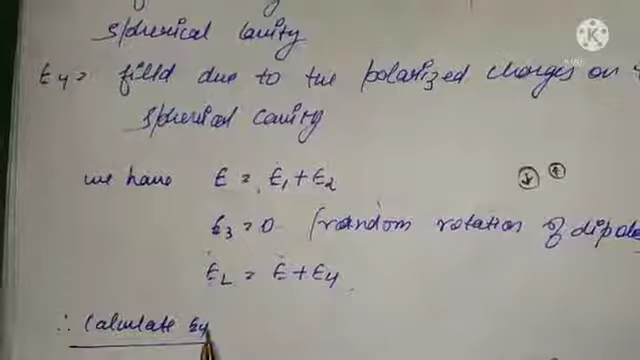 spherical cavity
E4 = field due to the polarized charges on
spherical cavity
we have E = E1 + E2
E3 = 0 (random rotation of dipole
EL = E + E4
∴ Calculate E4